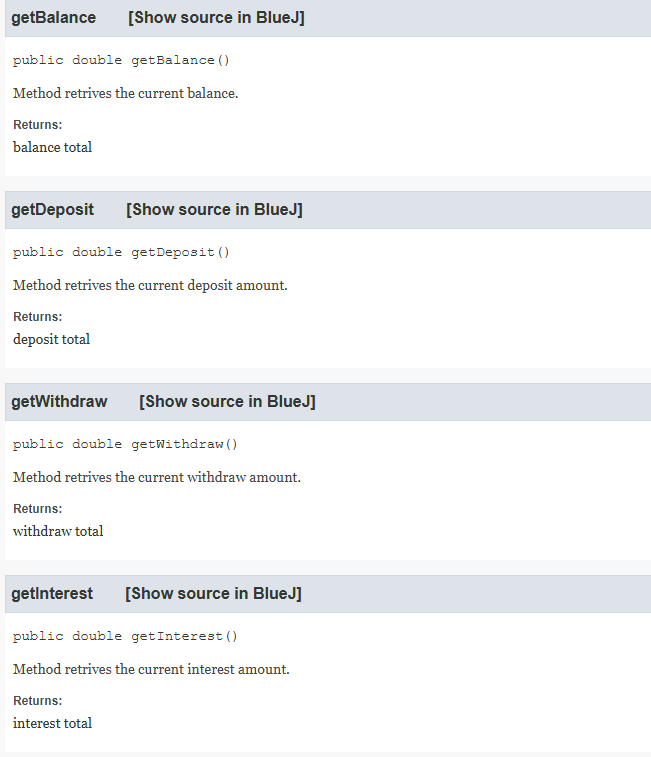 getBalance [Show source in BlueJ]
public double getBalance()
Method retrives the current balance.
Returns:
balance total
getDeposit [Show source in BlueJ]
public double getDeposit()
Method retrives the current deposit amount.
Returns:
deposit total
getWithdraw [Show source in BlueJ]
public double getWithdraw()
Method retrives the current withdraw amount.
Returns:
withdraw total
getInterest [Show source in BlueJ]
public double getInterest()
Method retrives the current interest amount.
Returns:
interest total